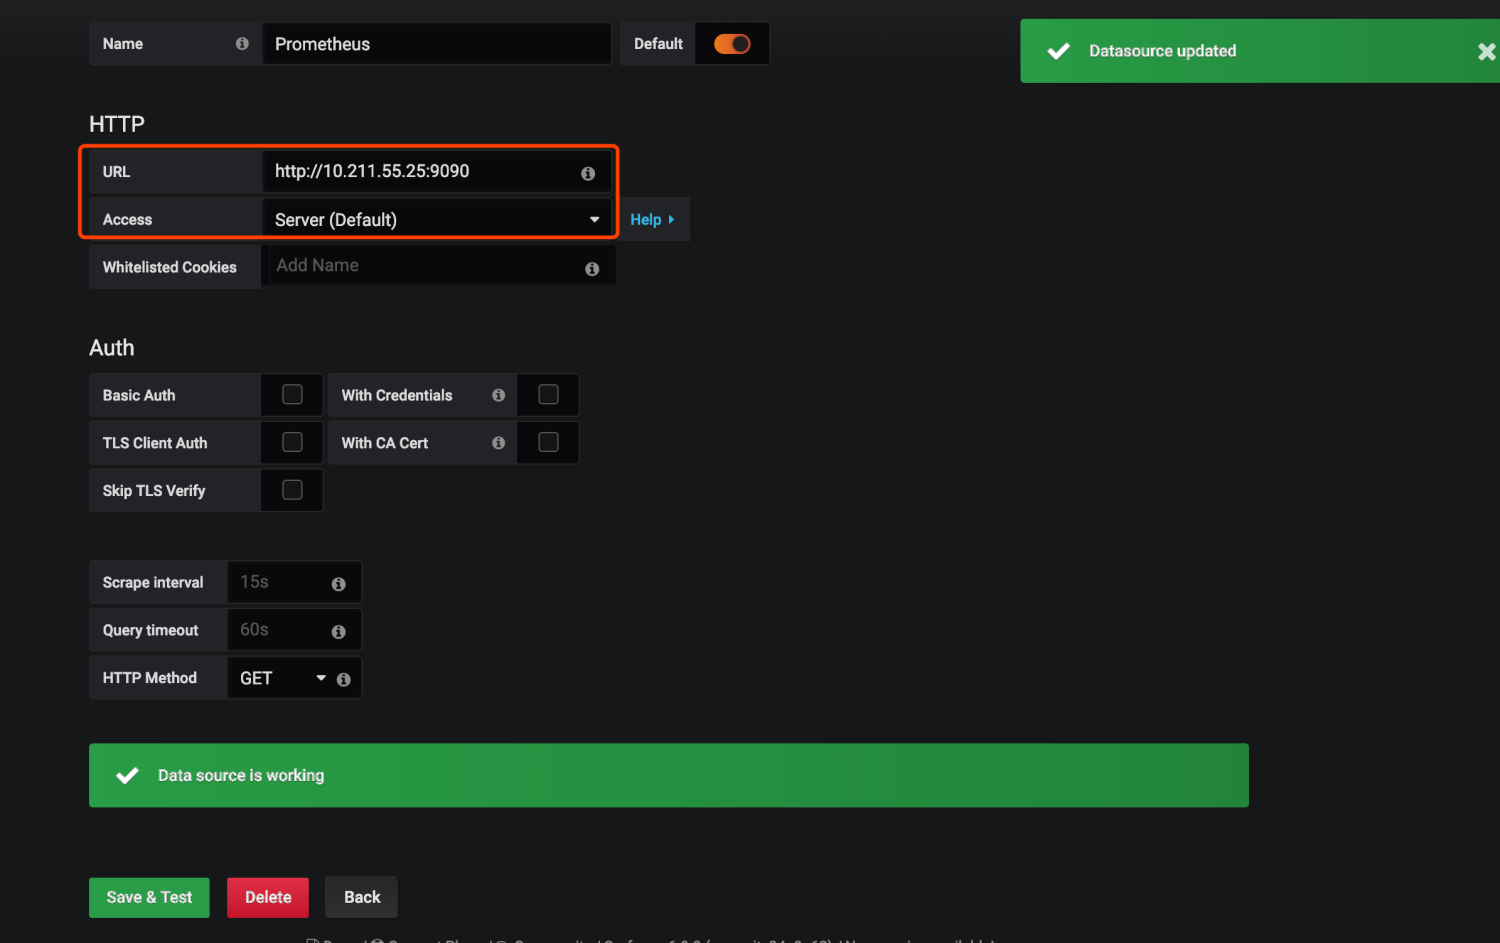 Name Prometheus Default
Datasource updated
HTTP
URL http://10.211.55.25:9090
Access Server (Default) Help
Whitelisted Cookies Add Name
Auth
Basic Auth With Credentials
TLS Client Auth With CA Cert
Skip TLS Verify
Scrape interval 15s
Query timeout 60s
HTTP Method GET
Data source is working
Save & Test Delete Back